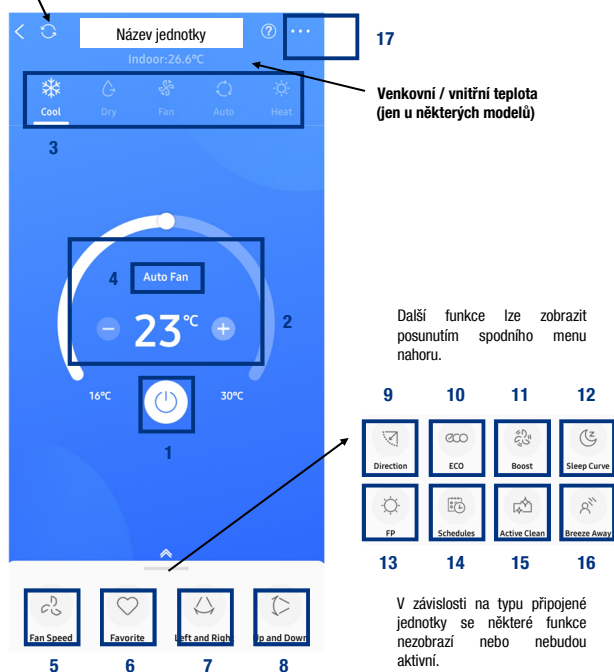 Název jednotky
17
Indoor:26.6°C
Venkovní / vnitřní teplota
(jen u některých modelů)
Cool Dry Fan Auto Heat
3
4 Auto Fan
23°C 2
16°C 30°C
1
Další funkce lze zobrazit
posunutím spodního menu
nahoru.
9 10 11 12
Direction ECO Boost Sleep Curve
FP Schedules Active Clean Breeze Away
13 14 15 16
V závislosti na typu připojené
jednotky se některé funkce
nezobrazí nebo nebudou
aktivní.
Fan Speed Favorite Left and Righ Up and Down
5 6 7 8